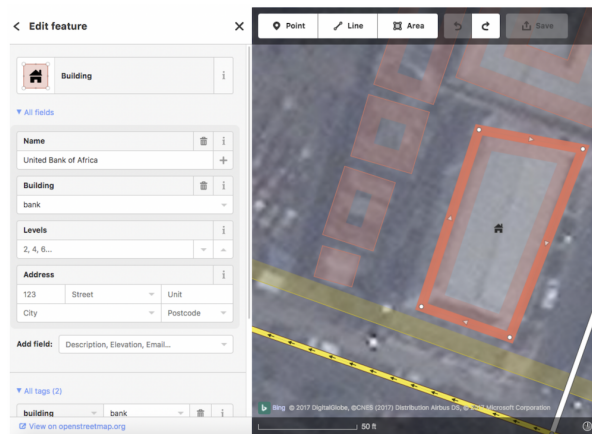 Edit feature
Point
Line
Area
Save
Building
All fields
Name
United Bank of Africa
Building
bank
Levels
2, 4, 6...
Address
123 Street Unit
City Postcode
Add field: Description, Elevation, Email...
All tags (2)
building bank
View on openstreetmap.org
Bing © 2017 DigitalGlobe, ©CNES (2017) Distribution Airbus DS, © 2017 Microsoft Corporation
50 ft